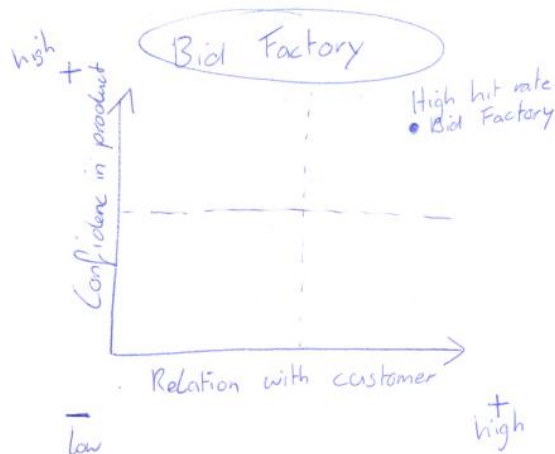 Bid Factory
high
+
High hit rate
• Bid Factory
Confidence in product
Relation with customer
–
low
+
high